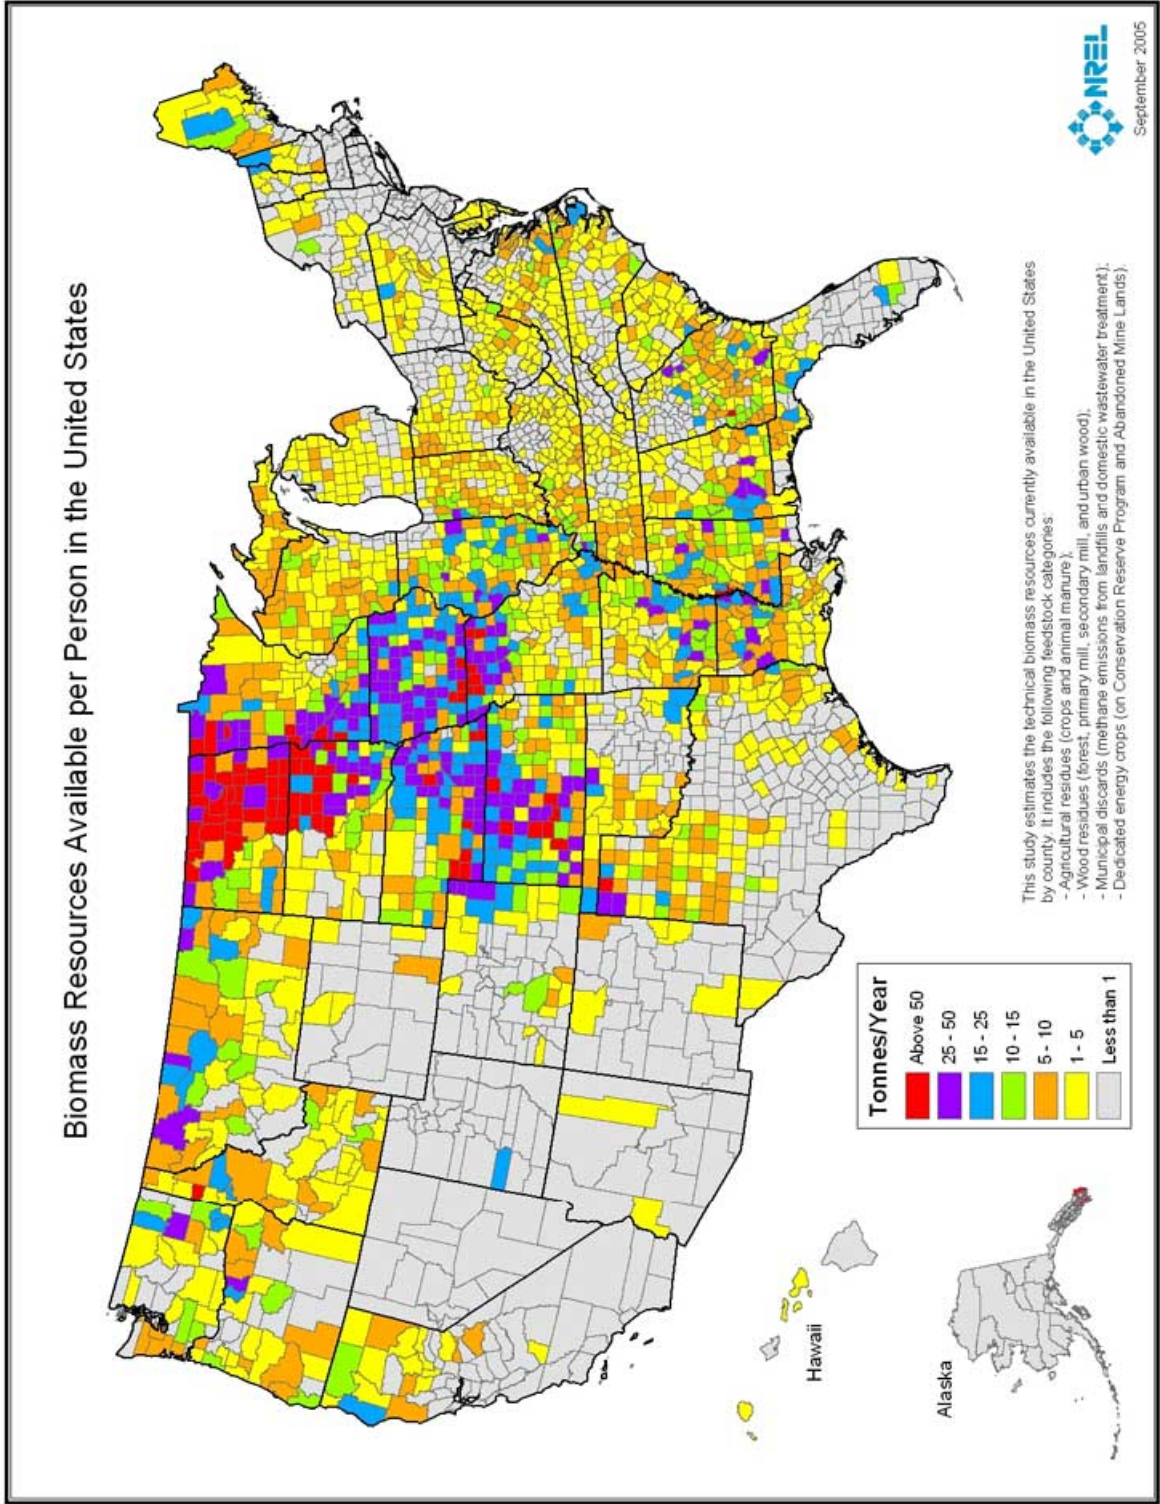 Biomass Resources Available per Person in the United States
Hawaii
Alaska
Tonnes/Year
Above 50
25 - 50
15 - 25
10 - 15
5 - 10
1 - 5
Less than 1
This study estimates the technical biomass resources currently available in the United States
by county. It includes the following feedstock categories:
- Agricultural residues (crops and animal manure);
- Wood residues (forest, primary mill, secondary mill, and urban wood);
- Municipal discards (methane emissions from landfills and domestic wastewater treatment);
- Dedicated energy crops (on Conservation Reserve Program and Abandoned Mine Lands).
NREL
September 2005